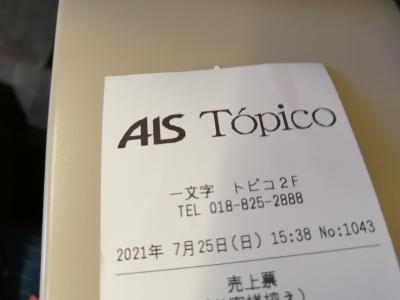 ALS Tópico
一文字 トピコ2F
TEL 018-825-2888
2021年 7月25日(日) 15:38 No:1043
売上票